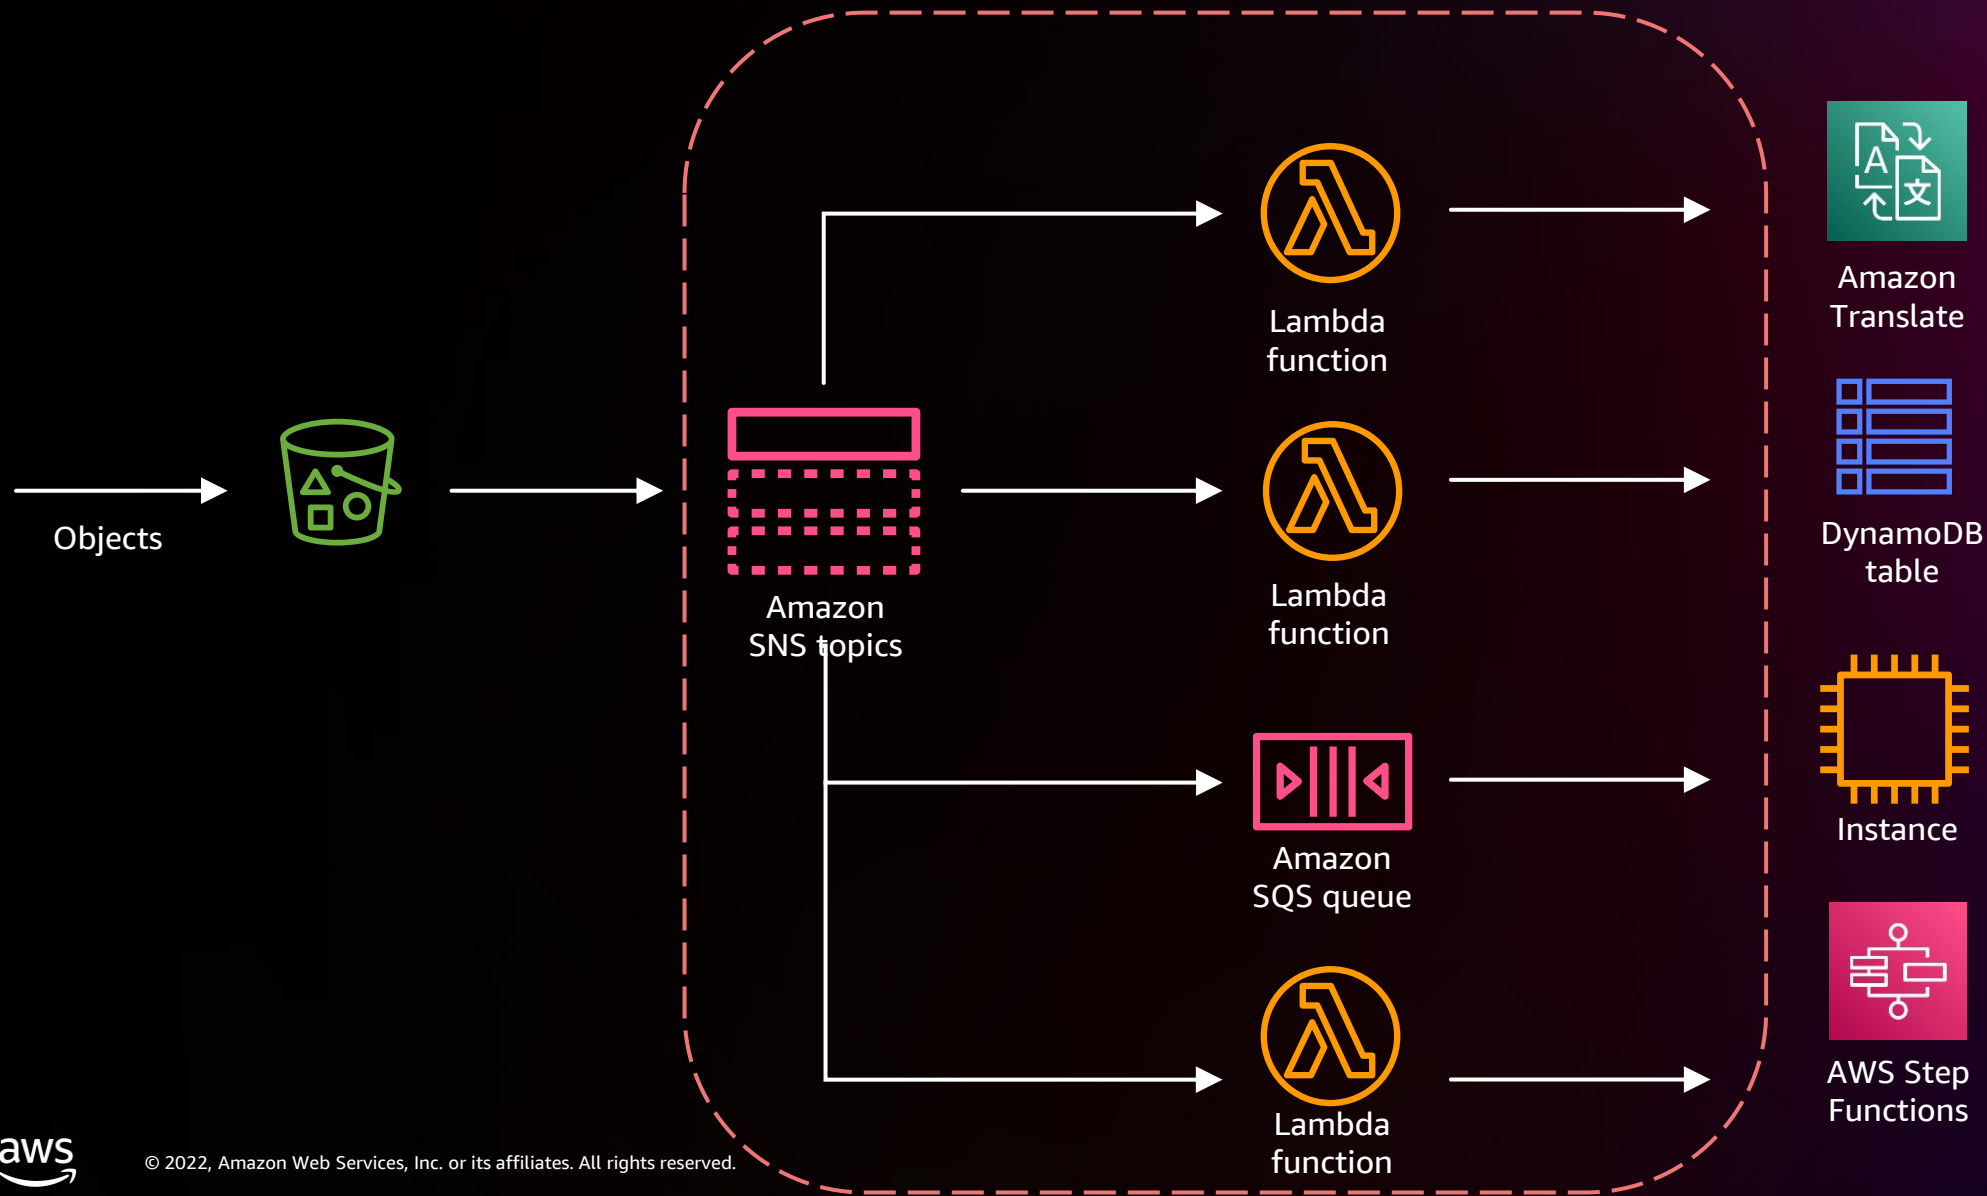 Objects
Amazon
SNS topics
Lambda
function
Lambda
function
Amazon
SQS queue
Lambda
function
A
文
Amazon
Translate
DynamoDB
table
Instance
AWS Step
Functions
aws
© 2022, Amazon Web Services, Inc. or its affiliates. All rights reserved.